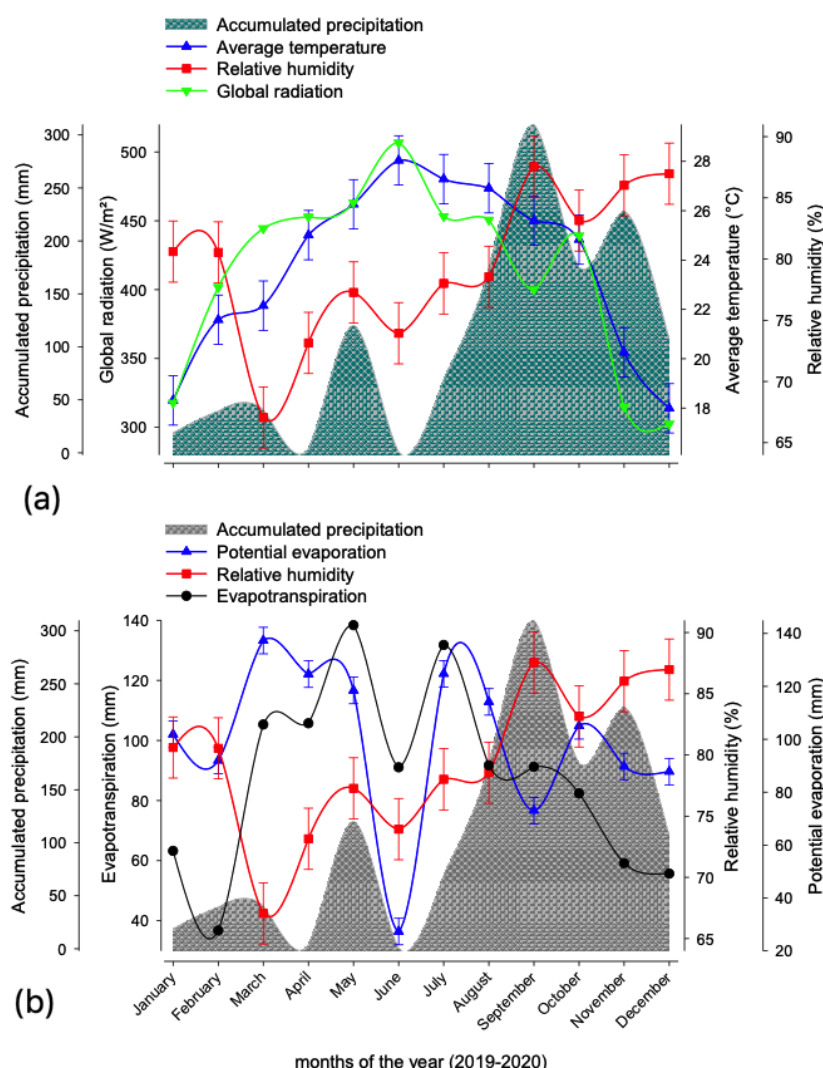 Accumulated precipitation
Average temperature
Relative humidity
Global radiation
Accumulated precipitation (mm)
300
250
200
150
100
50
0
Global radiation (W/m²)
500
450
400
350
300
Average temperature (°C)
28
26
24
22
20
18
Relative humidity (%)
90
85
80
75
70
65
(a)
Accumulated precipitation
Potential evaporation
Relative humidity
Evapotranspiration
Accumulated precipitation (mm)
300
250
200
150
100
50
0
Evapotranspiration (mm)
140
120
100
80
60
40
Relative humidity (%)
90
85
80
75
70
65
Potential evaporation (mm)
140
120
100
80
60
40
20
(b)
January
February
March
April
May
June
July
August
September
October
November
December
months of the year (2019-2020)